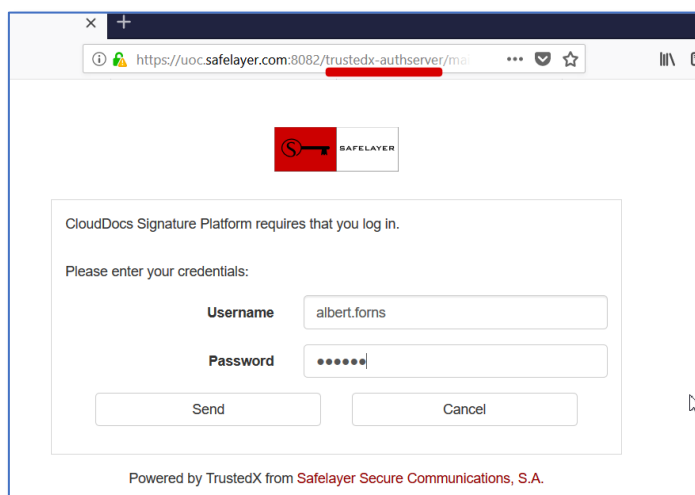 https://uoc.safelayer.com:8082/trustedx-authserver/ma
S SAFELAYER
CloudDocs Signature Platform requires that you log in.
Please enter your credentials:
Username albert.forns
Password ••••••
Send Cancel
Powered by TrustedX from Safelayer Secure Communications, S.A.